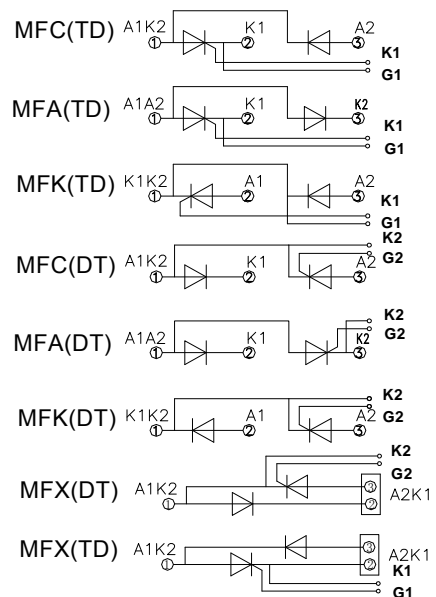 MFC(TD) A1K2 1 K1 2 A2 3
K1
G1
MFA(TD) A1A2 1 K1 2 K2 3
K1
G1
MFK(TD) K1K2 1 A1 2 A2 3
K1
G1
MFC(DT) A1K2 1 K1 2 A2 3
K2
G2
MFA(DT) A1A2 1 K1 2 K2 3
K2
G2
MFK(DT) K1K2 1 A1 2 A2 3
K2
G2
MFX(DT) A1K2 1 3 2 A2K1
K2
G2
MFX(TD) A1K2 1 3 2 A2K1
K1
G1